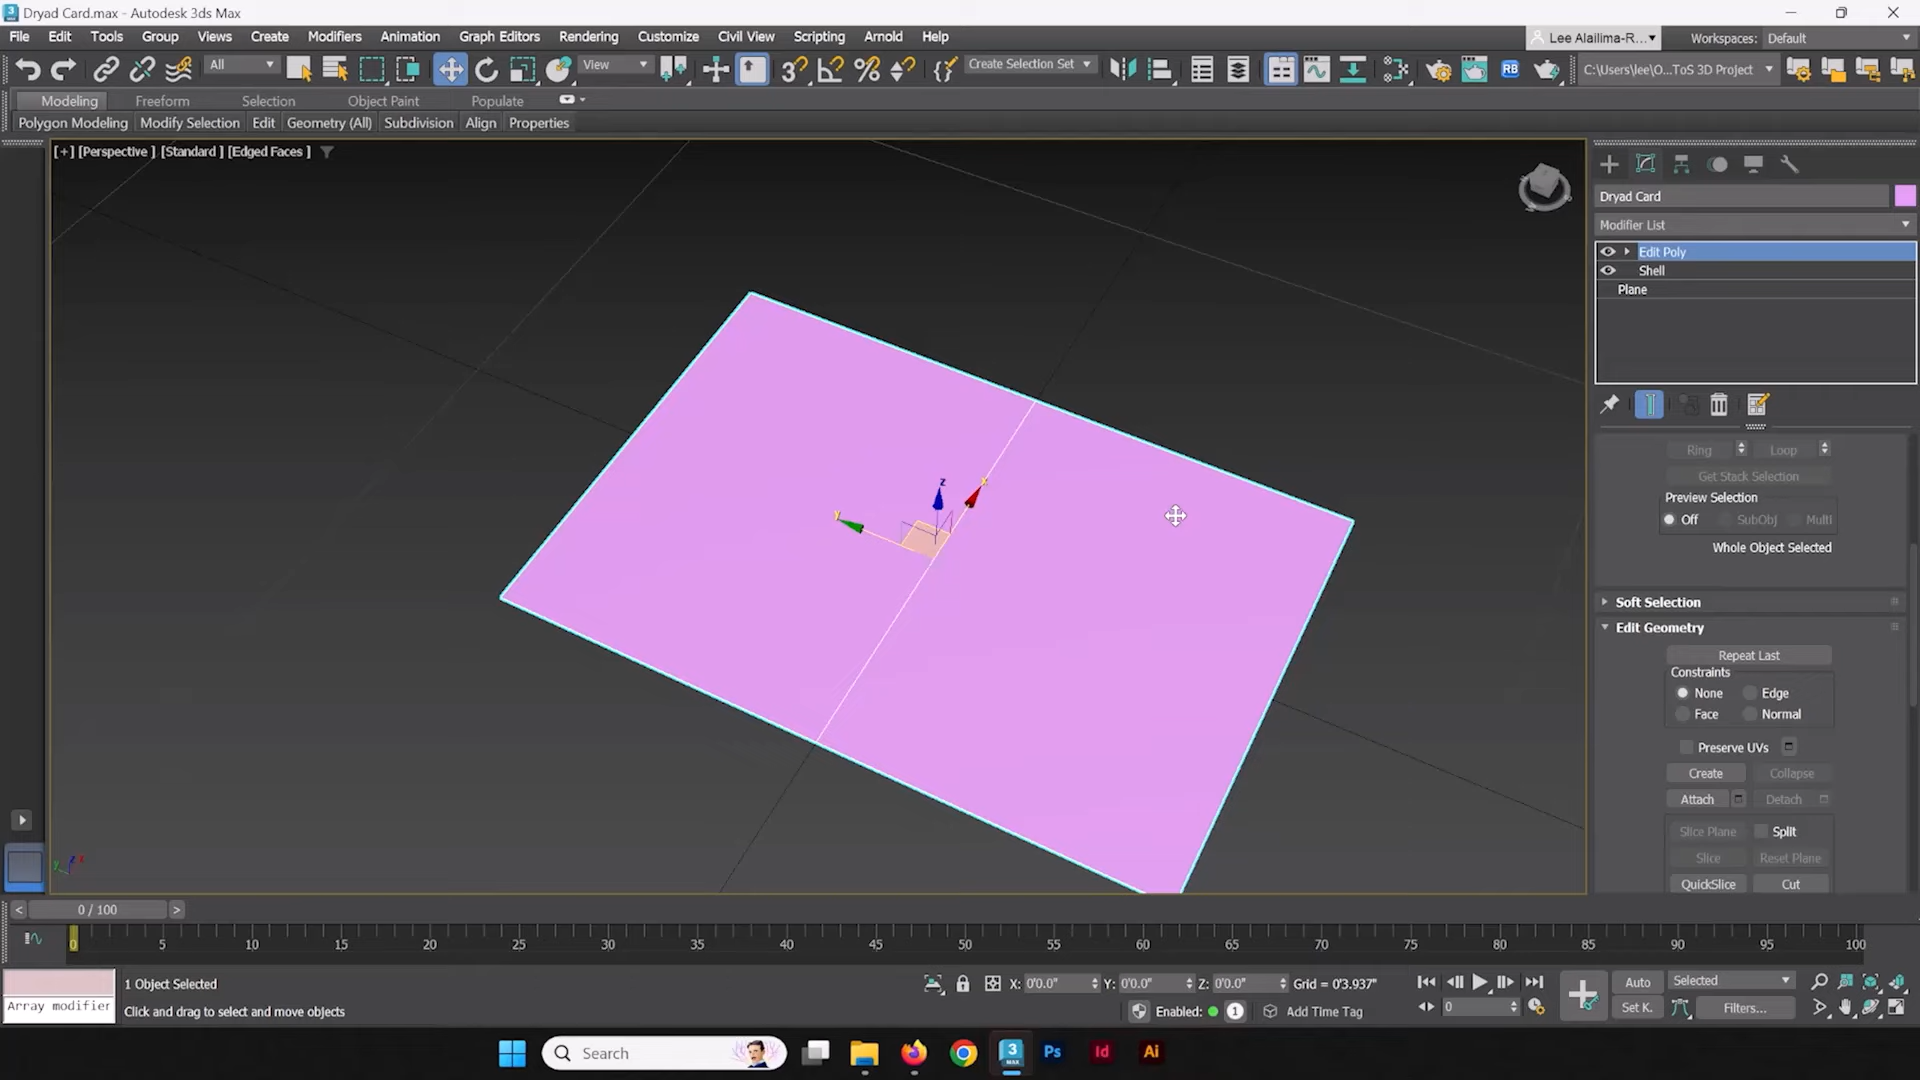 Dryad Card.max - Autodesk 3ds Max
File Edit Tools Group Views Create Modifiers Animation Graph Editors Rendering Customize Civil View Scripting Arnold Help
Lee Alailima-R... Workspaces: Default
All View Create Selection Set RB C:\Users\lee\O...ToS 3D Project
Modeling Freeform Selection Object Paint Populate
Polygon Modeling Modify Selection Edit Geometry (All) Subdivision Align Properties
[+] [Perspective ] [Standard ] [Edged Faces ]
Dryad Card
Modifier List
Edit Poly
Shell
Plane
Ring Loop
Get Stack Selection
Preview Selection
Off SubObj Multi
Whole Object Selected
Soft Selection
Edit Geometry
Repeat Last
Constraints
None Edge
Face Normal
Preserve UVs
Create Collapse
Attach Detach
Slice Plane Split
Slice Reset Plane
QuickSlice Cut
z
x
y
0 / 100
0 5 10 15 20 25 30 35 40 45 50 55 60 65 70 75 80 85 90 95 100
1 Object Selected X: 0'0.0" Y: 0'0.0" Z: 0'0.0" Grid = 0'3.937" Auto Selected
Array modifier Click and drag to select and move objects Enabled: 1 Add Time Tag 0 Set K. Filters...
Search 3 MAX Ps Id Ai